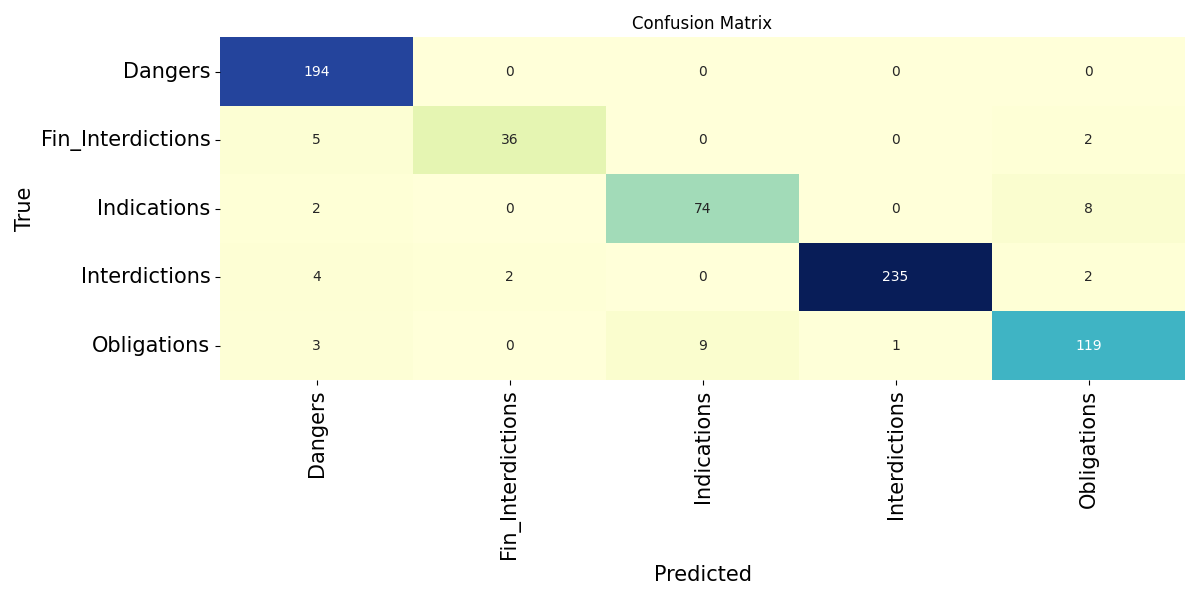 Confusion Matrix
True
Dangers 194 0 0 0 0
Fin_Interdictions 5 36 0 0 2
Indications 2 0 74 0 8
Interdictions 4 2 0 235 2
Obligations 3 0 9 1 119
Dangers Fin_Interdictions Indications Interdictions Obligations
Predicted